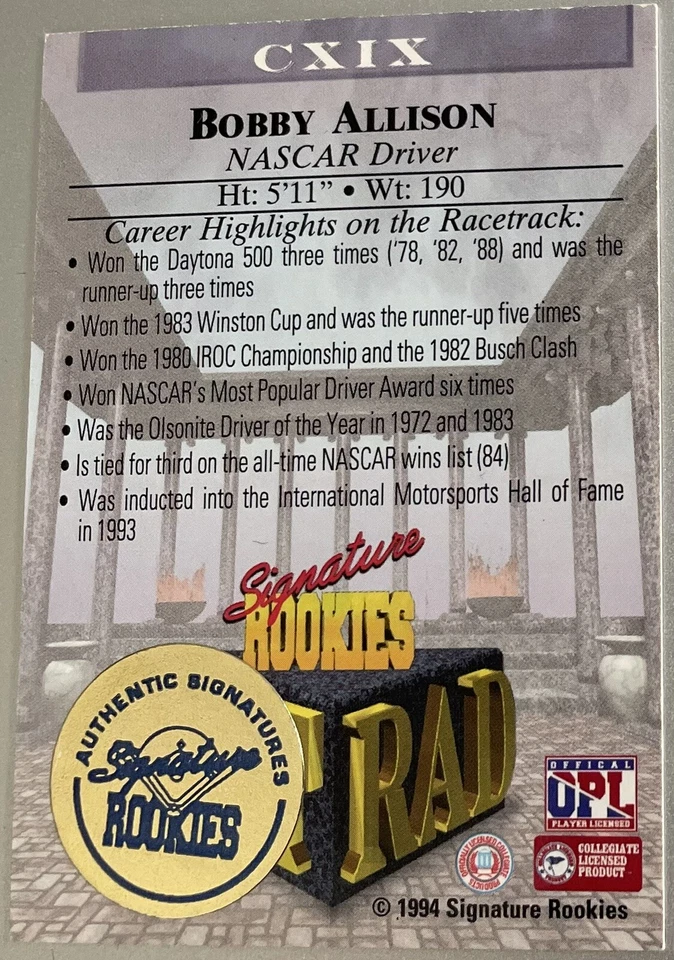 CXIX
BOBBY ALLISON
NASCAR Driver
Ht: 5'11" • Wt: 190
Career Highlights on the Racetrack:
• Won the Daytona 500 three times ('78, '82, '88) and was the
runner-up three times
• Won the 1983 Winston Cup and was the runner-up five times
• Won the 1980 IROC Championship and the 1982 Busch Clash
• Won NASCAR's Most Popular Driver Award six times
• Was the Olsonite Driver of the Year in 1972 and 1983
• Is tied for third on the all-time NASCAR wins list (84)
• Was inducted into the International Motorsports Hall of Fame
in 1993
Signature
ROOKIES
AUTHENTIC SIGNATURES
Signature
ROOKIES
T RAD
OFFICIAL
OPL
PLAYER LICENSED
OFFICIALLY LICENSED COLLEGIATE PRODUCTS
COLLEGIATE
LICENSED
PRODUCT
© 1994 Signature Rookies